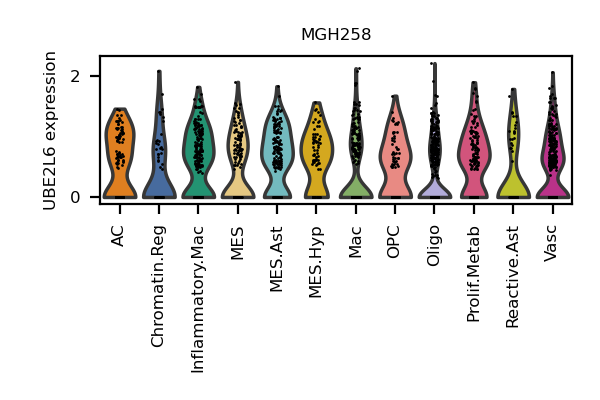 MGH258
UBE2L6 expression
2
0
AC
Chromatin.Reg
Inflammatory.Mac
MES
MES.Ast
MES.Hyp
Mac
OPC
Oligo
Prolif.Metab
Reactive.Ast
Vasc